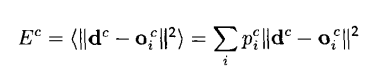 E^c = ⟨‖d^c − o_i^c‖²⟩ = ∑_i p_i^c ‖d^c − o_i^c‖²